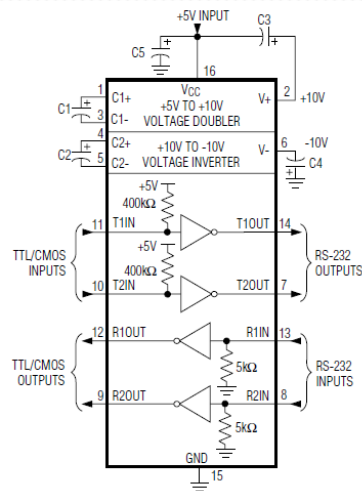 +5V INPUT
C3
C5
16
VCC
1
C1+
+5V TO +10V
VOLTAGE DOUBLER
V+
2
+10V
C1
3
C1-
4
C2+
+10V TO -10V
VOLTAGE INVERTER
V-
6
-10V
C2
5
C2-
C4
+5V
400kΩ
11
T1IN
T1OUT
14
+5V
TTL/CMOS
INPUTS
400kΩ
RS-232
OUTPUTS
10
T2IN
T2OUT
7
12
R1OUT
R1IN
13
TTL/CMOS
OUTPUTS
5kΩ
RS-232
INPUTS
9
R2OUT
R2IN
8
5kΩ
GND
15